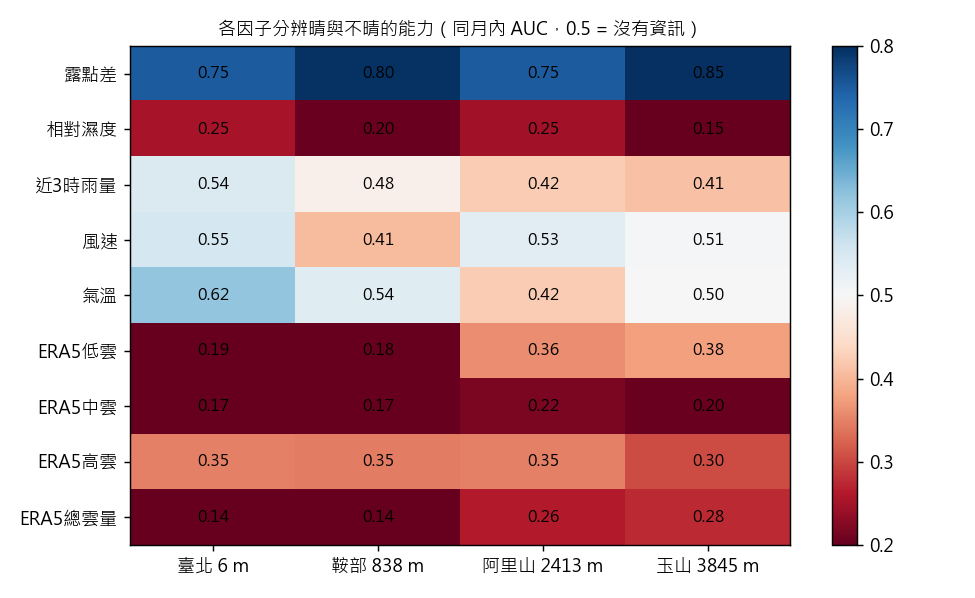 各因子分辨晴與不晴的能力（同月內 AUC，0.5 = 沒有資訊）
露點差 0.75 0.80 0.75 0.85
相對濕度 0.25 0.20 0.25 0.15
近3時雨量 0.54 0.48 0.42 0.41
風速 0.55 0.41 0.53 0.51
氣溫 0.62 0.54 0.42 0.50
ERA5低雲 0.19 0.18 0.36 0.38
ERA5中雲 0.17 0.17 0.22 0.20
ERA5高雲 0.35 0.35 0.35 0.30
ERA5總雲量 0.14 0.14 0.26 0.28
臺北 6 m 鞍部 838 m 阿里山 2413 m 玉山 3845 m
0.8
0.7
0.6
0.5
0.4
0.3
0.2